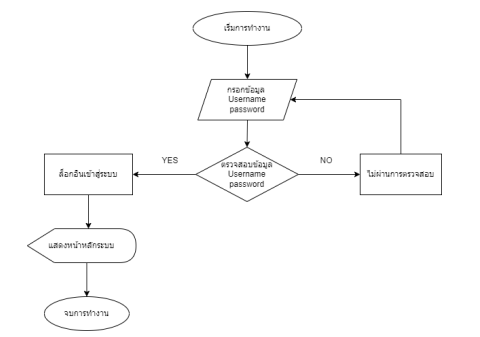 เริ่มการทำงาน
กรอกข้อมูล
Username
password
YES
ตรวจสอบข้อมูล
Username
password
NO
ล็อกอินเข้าสู่ระบบ
ไม่ผ่านการตรวจสอบ
แสดงหน้าหลักระบบ
จบการทำงาน